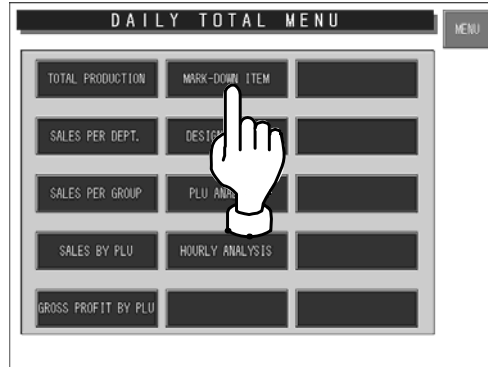 DAILY TOTAL MENU
MENU
TOTAL PRODUCTION
MARK-DOWN ITEM
SALES PER DEPT.
SALES PER GROUP
SALES BY PLU
HOURLY ANALYSIS
GROSS PROFIT BY PLU
PLU